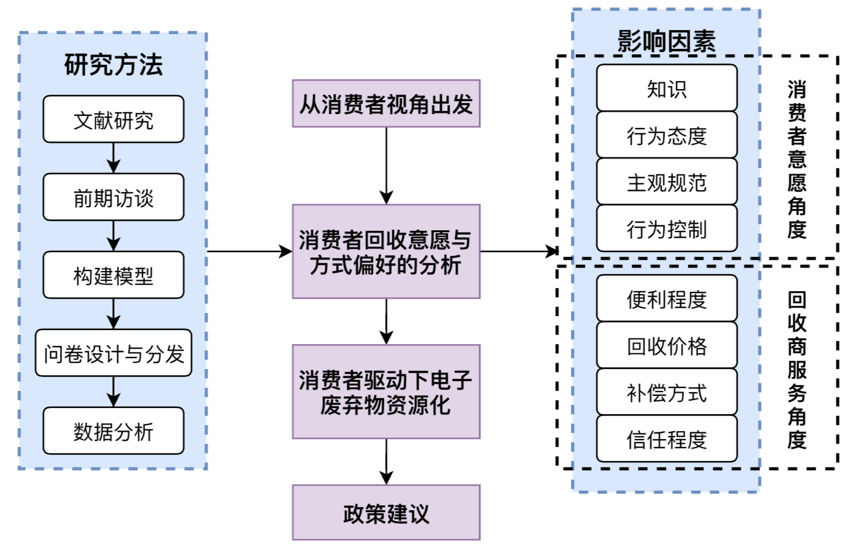 研究方法
文献研究
前期访谈
构建模型
问卷设计与分发
数据分析
从消费者视角出发
消费者回收意愿与
方式偏好的分析
消费者驱动下电子
废弃物资源化
政策建议
影响因素
知识
行为态度
主观规范
行为控制
消费者意愿角度
便利程度
回收价格
补偿方式
信任程度
回收商服务角度